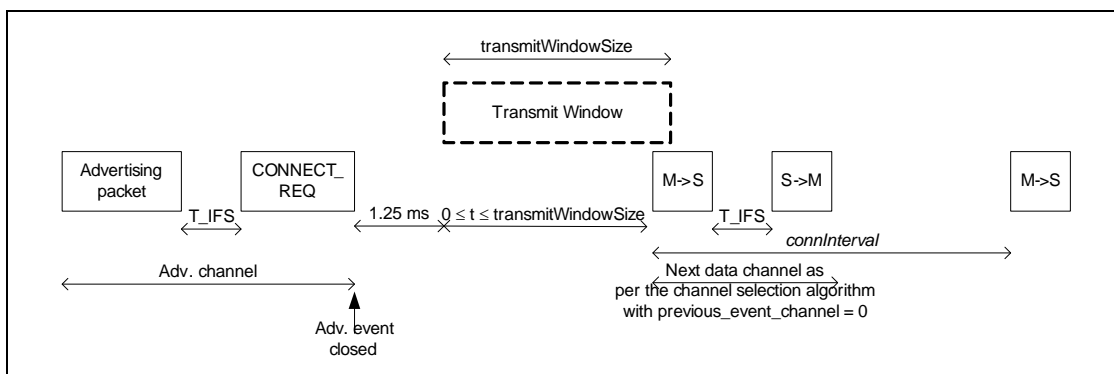 transmitWindowSize
Transmit Window
Advertising
packet
CONNECT_
REQ
M->S
S->M
M->S
T_IFS
1.25 ms
0 ≤ t ≤ transmitWindowSize
T_IFS
connInterval
Adv. channel
Next data channel as
per the channel selection algorithm
with previous_event_channel = 0
Adv. event
closed